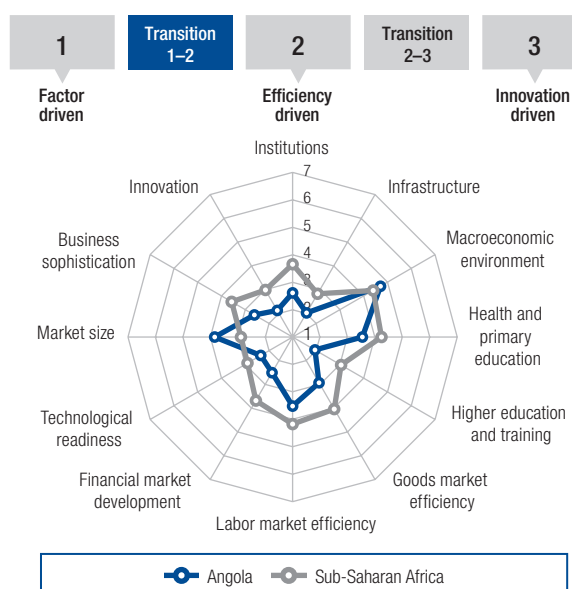 1
Transition
1–2
2
Transition
2–3
3
Factor
driven
Efficiency
driven
Innovation
driven
Institutions
7
Innovation
6
Infrastructure
5
Business
sophistication
4
Macroeconomic
environment
3
2
Market size
1
Health and
primary
education
Technological
readiness
Higher education
and training
Financial market
development
Goods market
efficiency
Labor market efficiency
Angola
Sub-Saharan Africa